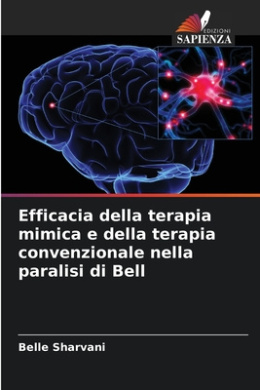 EDIZIONI
SAPIENZA
Efficacia della terapia
mimica e della terapia
convenzionale nella
paralisi di Bell
Belle Sharvani